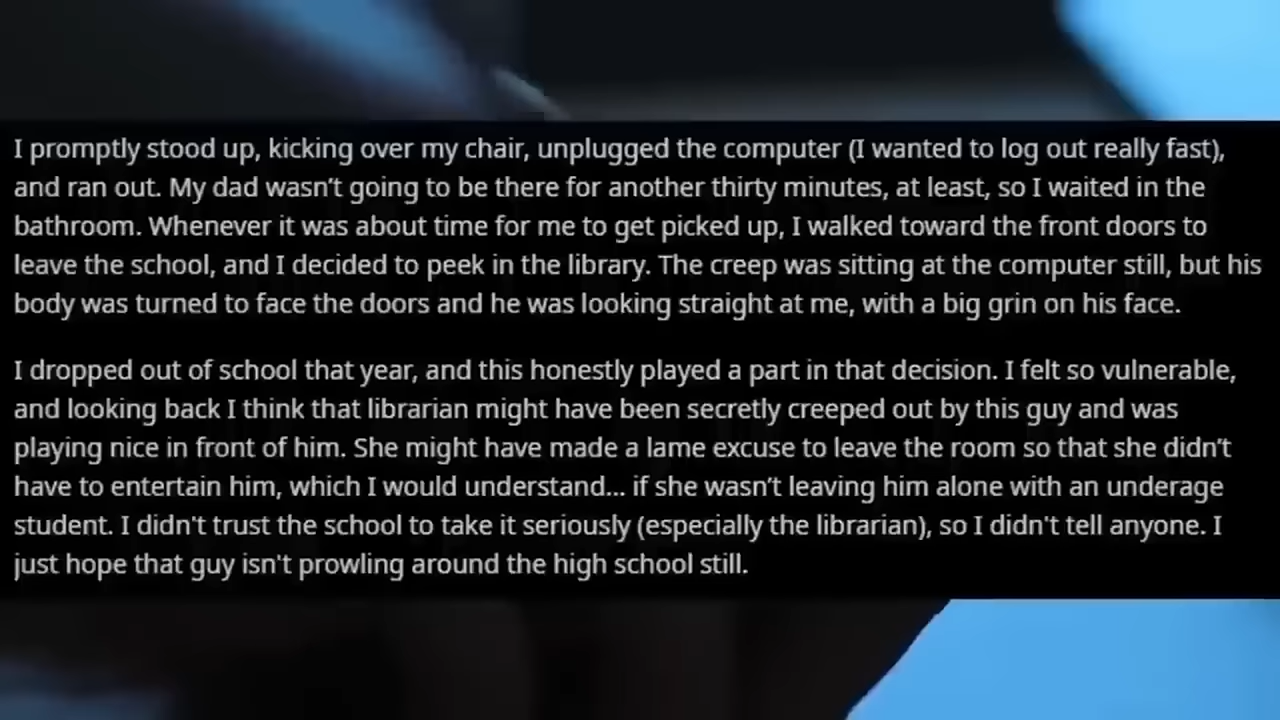 I promptly stood up, kicking over my chair, unplugged the computer (I wanted to log out really fast),
and ran out. My dad wasn’t going to be there for another thirty minutes, at least, so I waited in the
bathroom. Whenever it was about time for me to get picked up, I walked toward the front doors to
leave the school, and I decided to peek in the library. The creep was sitting at the computer still, but his
body was turned to face the doors and he was looking straight at me, with a big grin on his face.
I dropped out of school that year, and this honestly played a part in that decision. I felt so vulnerable,
and looking back I think that librarian might have been secretly creeped out by this guy and was
playing nice in front of him. She might have made a lame excuse to leave the room so that she didn’t
have to entertain him, which I would understand... if she wasn’t leaving him alone with an underage
student. I didn't trust the school to take it seriously (especially the librarian), so I didn't tell anyone. I
just hope that guy isn't prowling around the high school still.